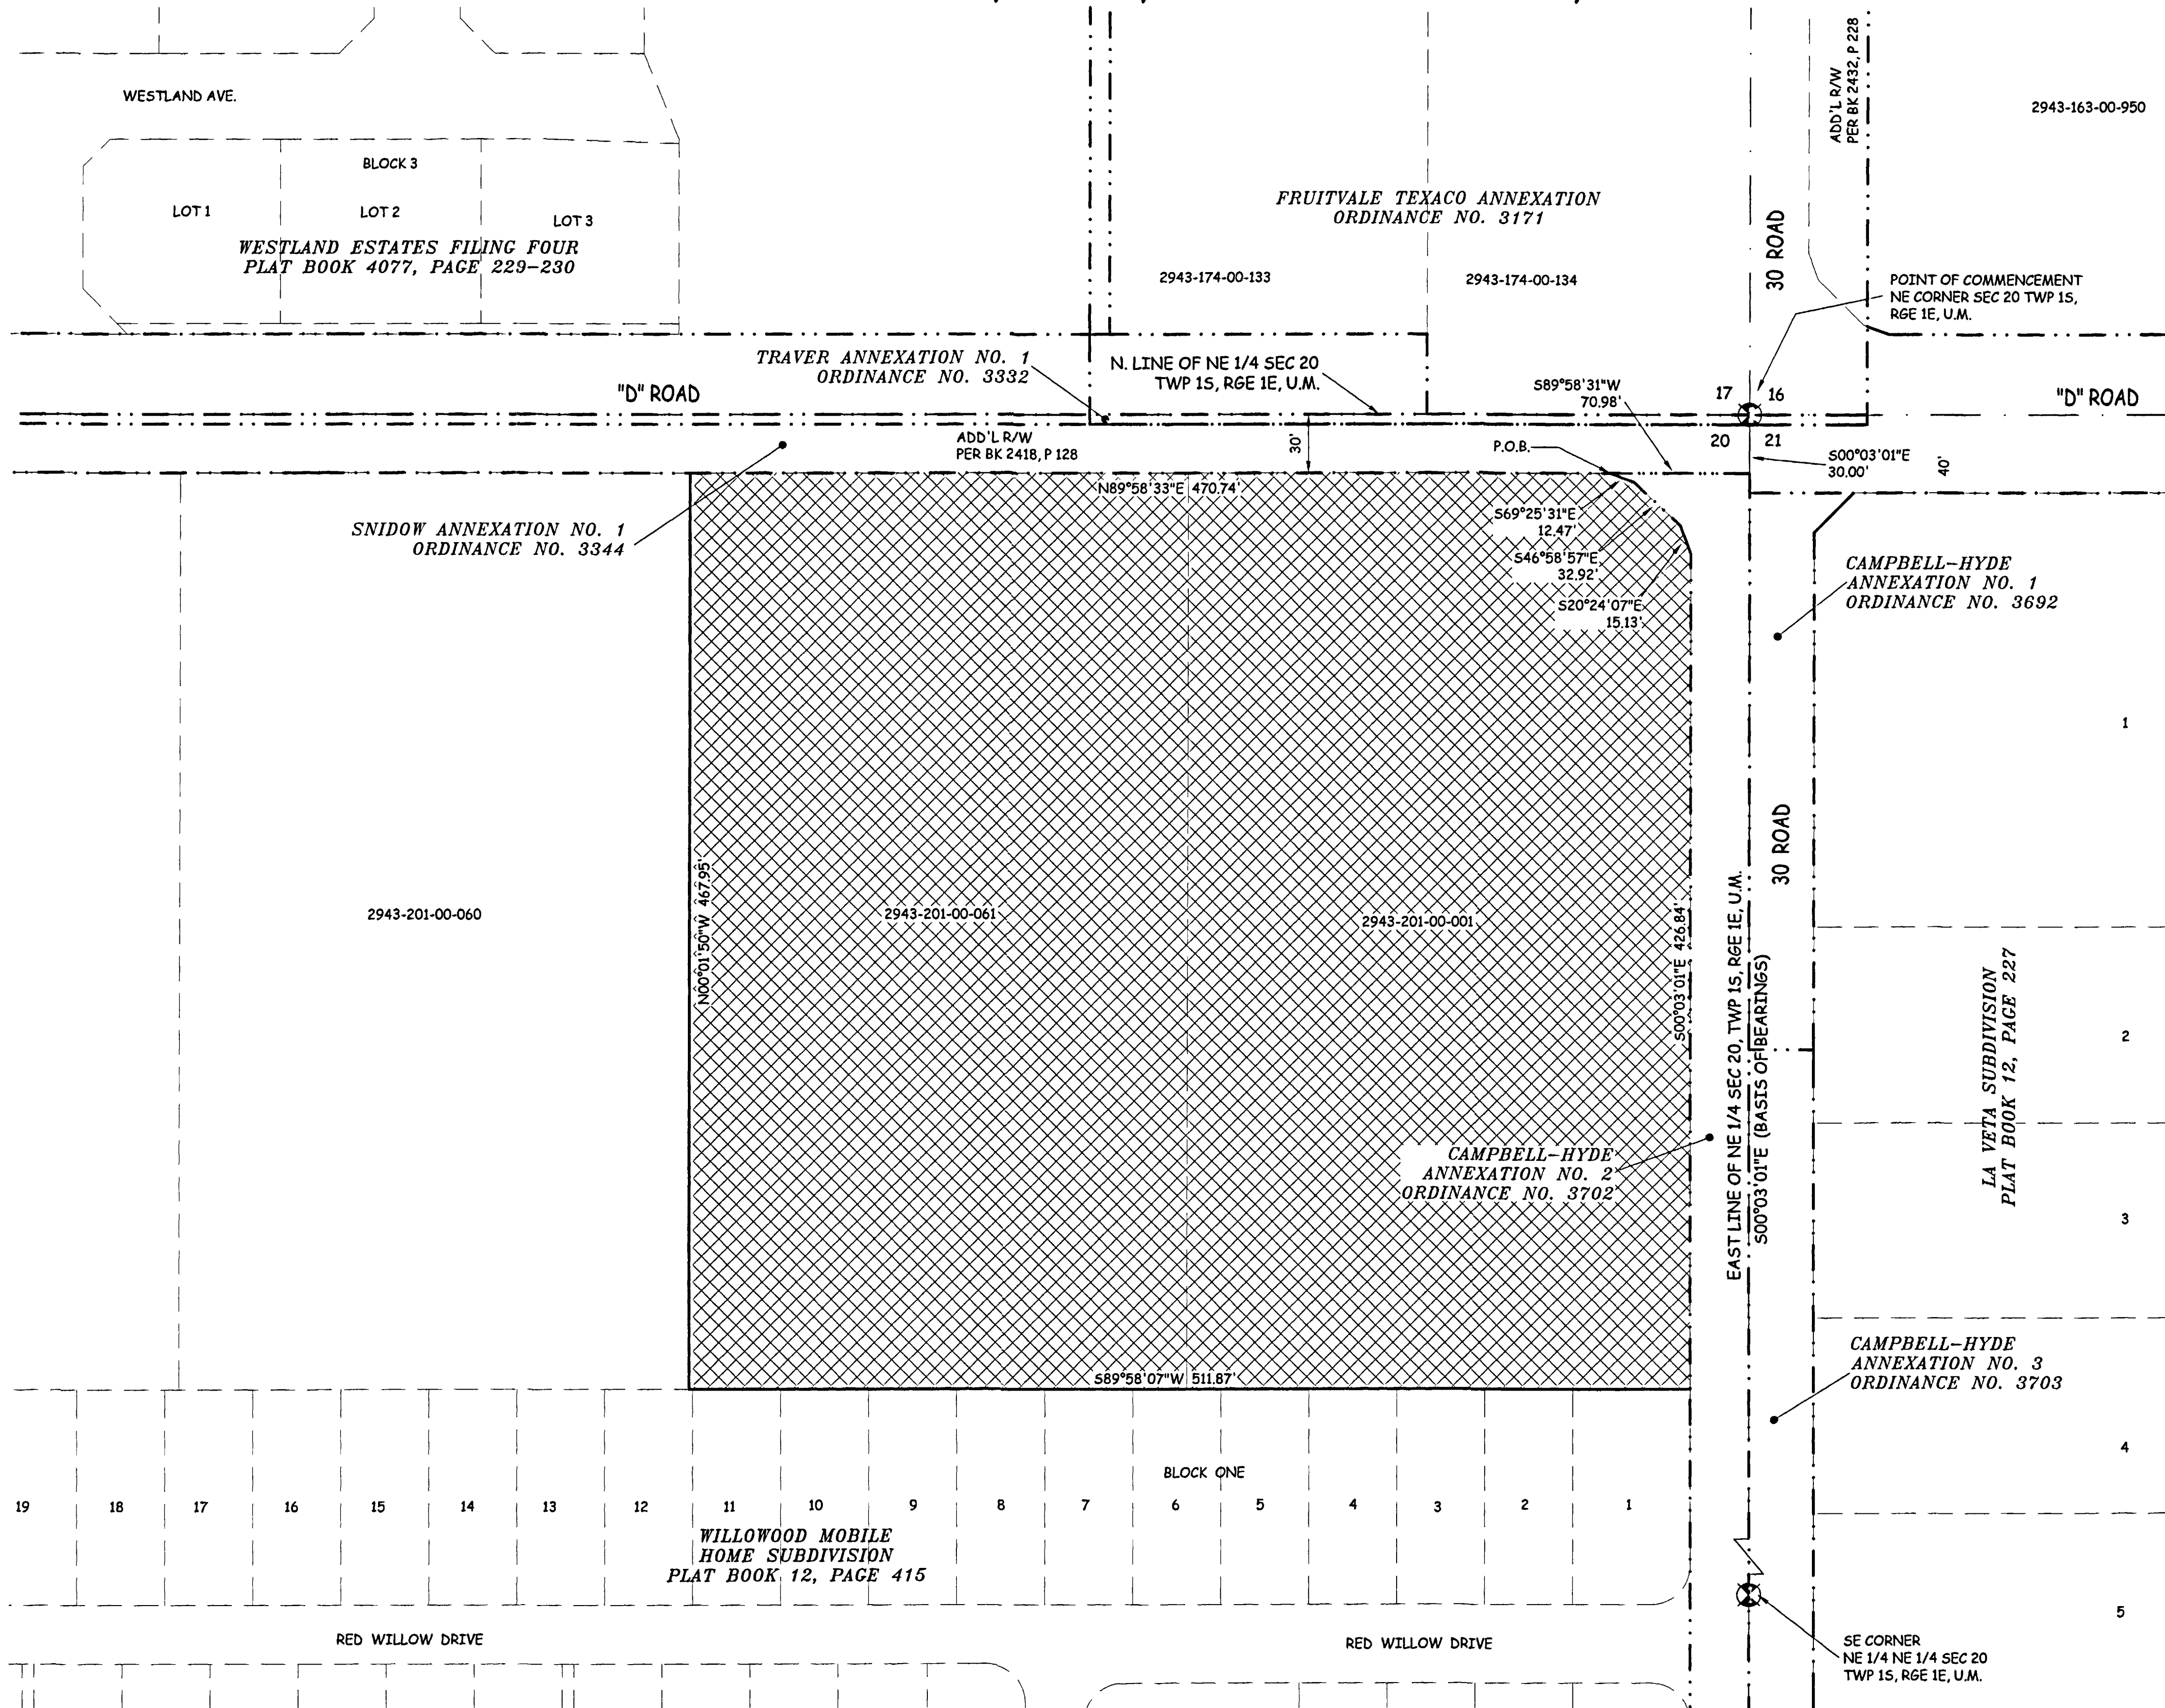 WESTLAND AVE.
BLOCK 3
LOT 1
LOT 2
LOT 3
WESTLAND ESTATES FILING FOUR
PLAT BOOK 4077, PAGE 229-230
FRUITVALE TEXACO ANNEXATION
ORDINANCE NO. 3171
2943-174-00-133
2943-174-00-134
30 ROAD
ADD'L R/W
PER BK 2432, P 228
2943-163-00-950
POINT OF COMMENCEMENT
NE CORNER SEC 20 TWP 1S,
RGE 1E, U.M.
TRAVER ANNEXATION NO. 1
ORDINANCE NO. 3332
N. LINE OF NE 1/4 SEC 20
TWP 1S, RGE 1E, U.M.
S89°58'31"W
70.98'
17
16
20
21
"D" ROAD
"D" ROAD
ADD'L R/W
PER BK 2418, P 128
30'
P.O.B.
S00°03'01"E
30.00'
40'
SNIDOW ANNEXATION NO. 1
ORDINANCE NO. 3344
N89°58'33"E 470.74'
S69°25'31"E
12.47'
S46°58'57"E
32.92'
S20°24'07"E
15.13'
CAMPBELL-HYDE
ANNEXATION NO. 1
ORDINANCE NO. 3692
2943-201-00-060
N00°01'50"W 467.95'
2943-201-00-061
2943-201-00-001
S00°03'01"E 426.84'
EAST LINE OF NE 1/4 SEC 20, TWP 1S, RGE 1E, U.M.
S00°03'01"E (BASIS OF BEARINGS)
30 ROAD
1
2
3
4
5
LA VETA SUBDIVISION
PLAT BOOK 12, PAGE 227
CAMPBELL-HYDE
ANNEXATION NO. 2
ORDINANCE NO. 3702
CAMPBELL-HYDE
ANNEXATION NO. 3
ORDINANCE NO. 3703
S89°58'07"W 511.87'
BLOCK ONE
19 18 17 16 15 14 13 12 11 10 9 8 7 6 5 4 3 2 1
WILLOWOOD MOBILE
HOME SUBDIVISION
PLAT BOOK 12, PAGE 415
RED WILLOW DRIVE
RED WILLOW DRIVE
SE CORNER
NE 1/4 NE 1/4 SEC 20
TWP 1S, RGE 1E, U.M.